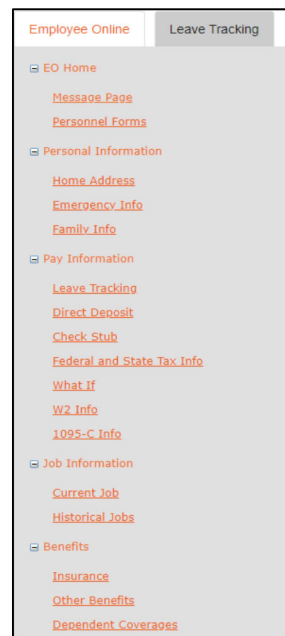 Employee Online Leave Tracking
EO Home
Message Page
Personnel Forms
Personal Information
Home Address
Emergency Info
Family Info
Pay Information
Leave Tracking
Direct Deposit
Check Stub
Federal and State Tax Info
What If
W2 Info
1095-C Info
Job Information
Current Job
Historical Jobs
Benefits
Insurance
Other Benefits
Dependent Coverages